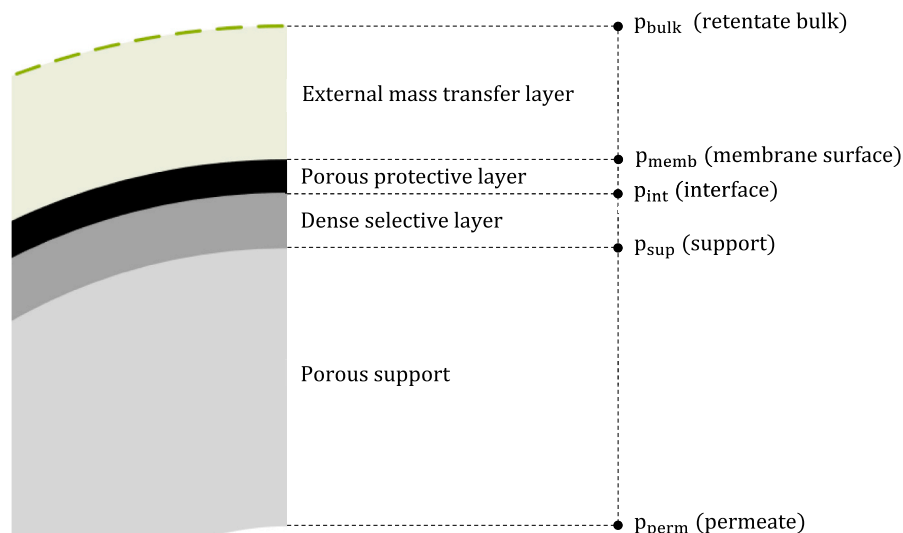 p_bulk (retentate bulk)
External mass transfer layer
p_memb (membrane surface)
Porous protective layer
p_int (interface)
Dense selective layer
p_sup (support)
Porous support
p_perm (permeate)